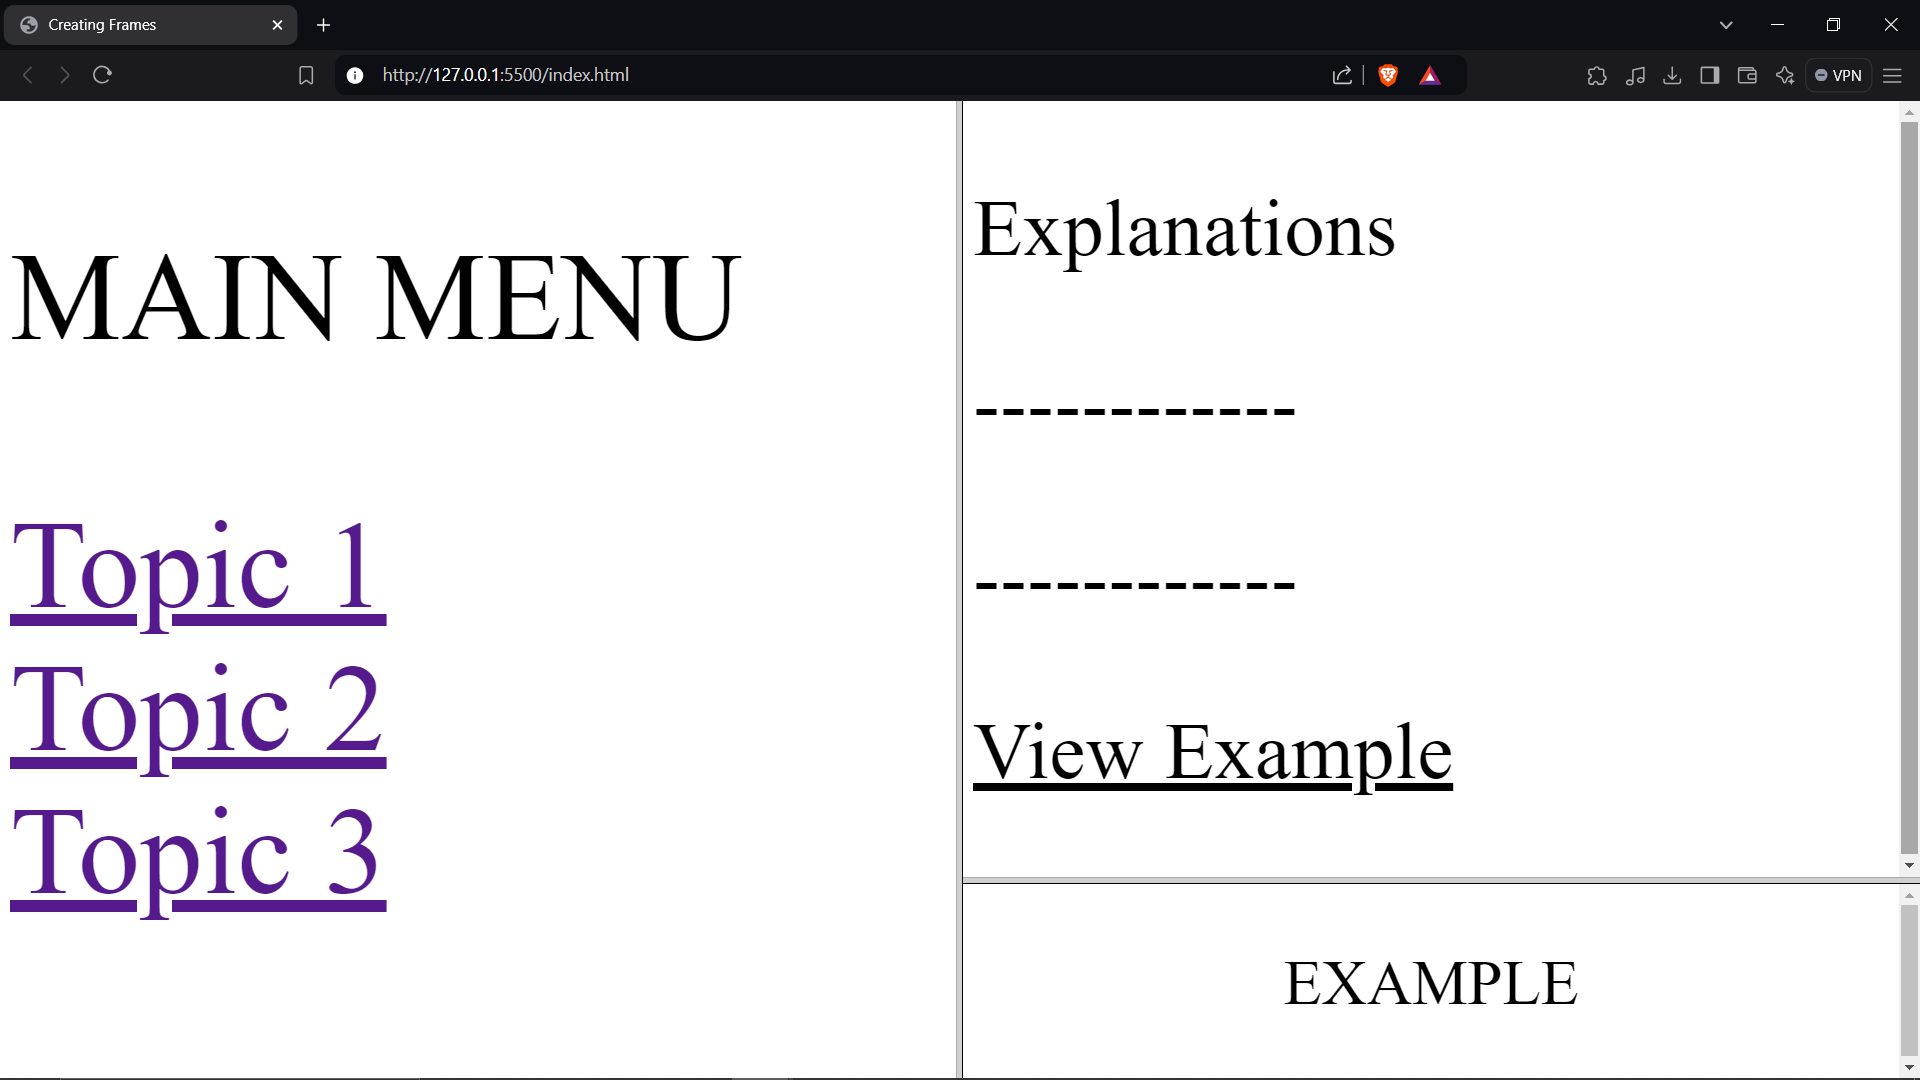 Creating Frames
http://127.0.0.1:5500/index.html
VPN
MAIN MENU
Topic 1
Topic 2
Topic 3
Explanations
------------
------------
View Example
EXAMPLE